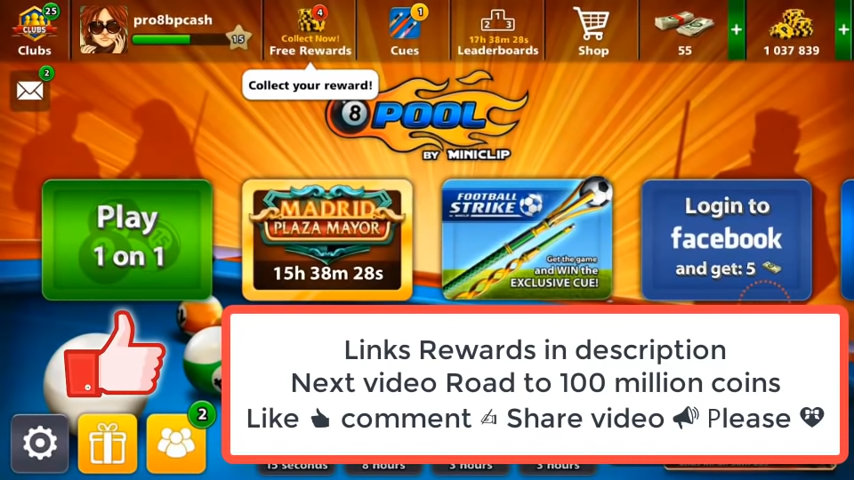 25
Clubs
pro8bpcash
15
4
Collect Now!
Free Rewards
1
Cues
2 1 3
17h 38m 28s
Leaderboards
Shop
55
+
1 037 839
+
2
Collect your reward!
8
POOL
BY MINICLIP
Play
1 on 1
MADRID
PLAZA MAYOR
15h 38m 28s
FOOTBALL
STRIKE
Get the game
and WIN the
EXCLUSIVE CUE!
Login to
facebook
and get: 5
Links Rewards in description
Next video Road to 100 million coins
Like 👍 comment ✍ Share video 📢 Please 💟
2
15 seconds
8 hours
3 hours
3 hours